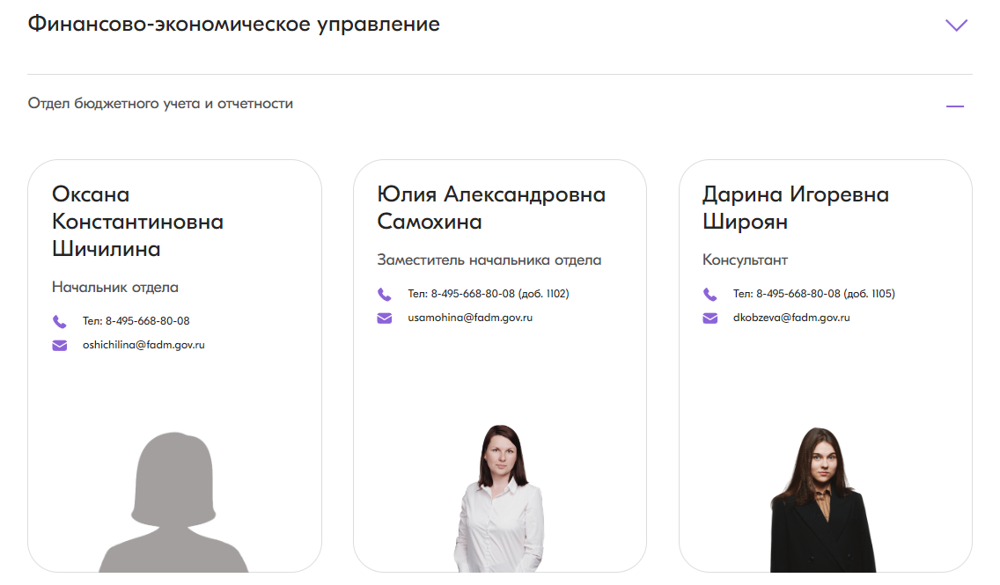 Финансово-экономическое управление
Отдел бюджетного учета и отчетности
Оксана
Константиновна
Шичилина
Начальник отдела
Тел: 8-495-668-80-08
oshichilina@fadm.gov.ru
Юлия Александровна
Самохина
Заместитель начальника отдела
Тел: 8-495-668-80-08 (доб. 1102)
usamohina@fadm.gov.ru
Дарина Игоревна
Широян
Консультант
Тел: 8-495-668-80-08 (доб. 1105)
dkobzeva@fadm.gov.ru